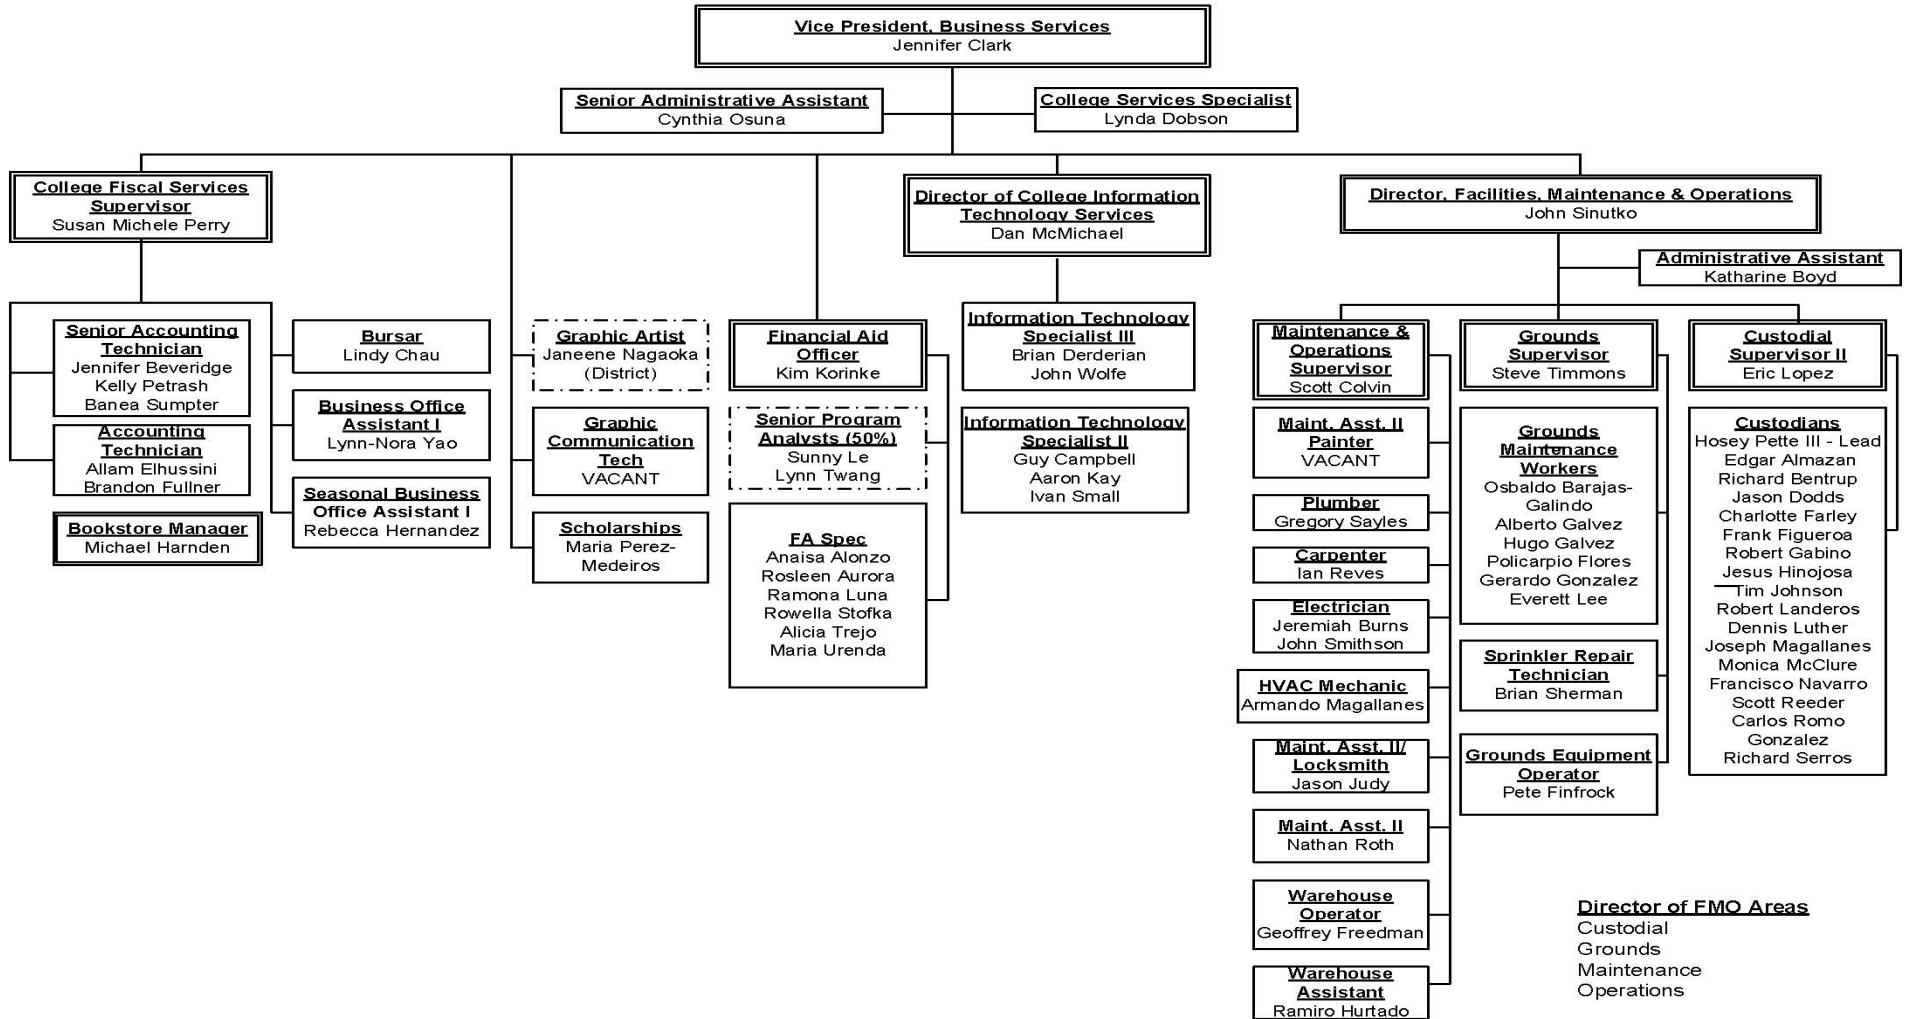 Vice President, Business Services
Jennifer Clark
Senior Administrative Assistant
Cynthia Osuna
College Services Specialist
Lynda Dobson
College Fiscal Services
Supervisor
Susan Michele Perry
Director of College Information
Technology Services
Dan McMichael
Director, Facilities, Maintenance & Operations
John Sinutko
Administrative Assistant
Katharine Boyd
Senior Accounting
Technician
Jennifer Beveridge
Kelly Petrash
Banea Sumpter
Accounting
Technician
Allam Elhussini
Brandon Fullner
Bookstore Manager
Michael Harnden
Bursar
Lindy Chau
Business Office
Assistant I
Lynn-Nora Yao
Seasonal Business
Office Assistant I
Rebecca Hernandez
Graphic Artist
Janeene Nagaoka
(District)
Graphic
Communication
Tech
VACANT
Scholarships
Maria Perez-
Medeiros
Financial Aid
Officer
Kim Korinke
Senior Program
Analysts (50%)
Sunny Le
Lynn Twang
FA Spec
Anaisa Alonzo
Rosleen Aurora
Ramona Luna
Rowella Stofka
Alicia Trejo
Maria Urenda
Information Technology
Specialist III
Brian Derderian
John Wolfe
Information Technology
Specialist II
Guy Campbell
Aaron Kay
Ivan Small
Maintenance &
Operations
Supervisor
Scott Colvin
Maint. Asst. II
Painter
VACANT
Plumber
Gregory Sayles
Carpenter
Ian Reves
Electrician
Jeremiah Burns
John Smithson
HVAC Mechanic
Armando Magallanes
Maint. Asst. II/
Locksmith
Jason Judy
Maint. Asst. II
Nathan Roth
Warehouse
Operator
Geoffrey Freedman
Warehouse
Assistant
Ramiro Hurtado
Grounds
Supervisor
Steve Timmons
Grounds
Maintenance
Workers
Osbaldo Barajas-
Galindo
Alberto Galvez
Hugo Galvez
Policarpio Flores
Gerardo Gonzalez
Everett Lee
Sprinkler Repair
Technician
Brian Sherman
Grounds Equipment
Operator
Pete Finfrock
Custodial
Supervisor II
Eric Lopez
Custodians
Hosey Pette III - Lead
Edgar Almazan
Richard Bentrup
Jason Dodds
Charlotte Farley
Frank Figueroa
Robert Gabino
Jesus Hinojosa
Tim Johnson
Robert Landeros
Dennis Luther
Joseph Magallanes
Monica McClure
Francisco Navarro
Scott Reeder
Carlos Romo
Gonzalez
Richard Serros
Director of FMO Areas
Custodial
Grounds
Maintenance
Operations